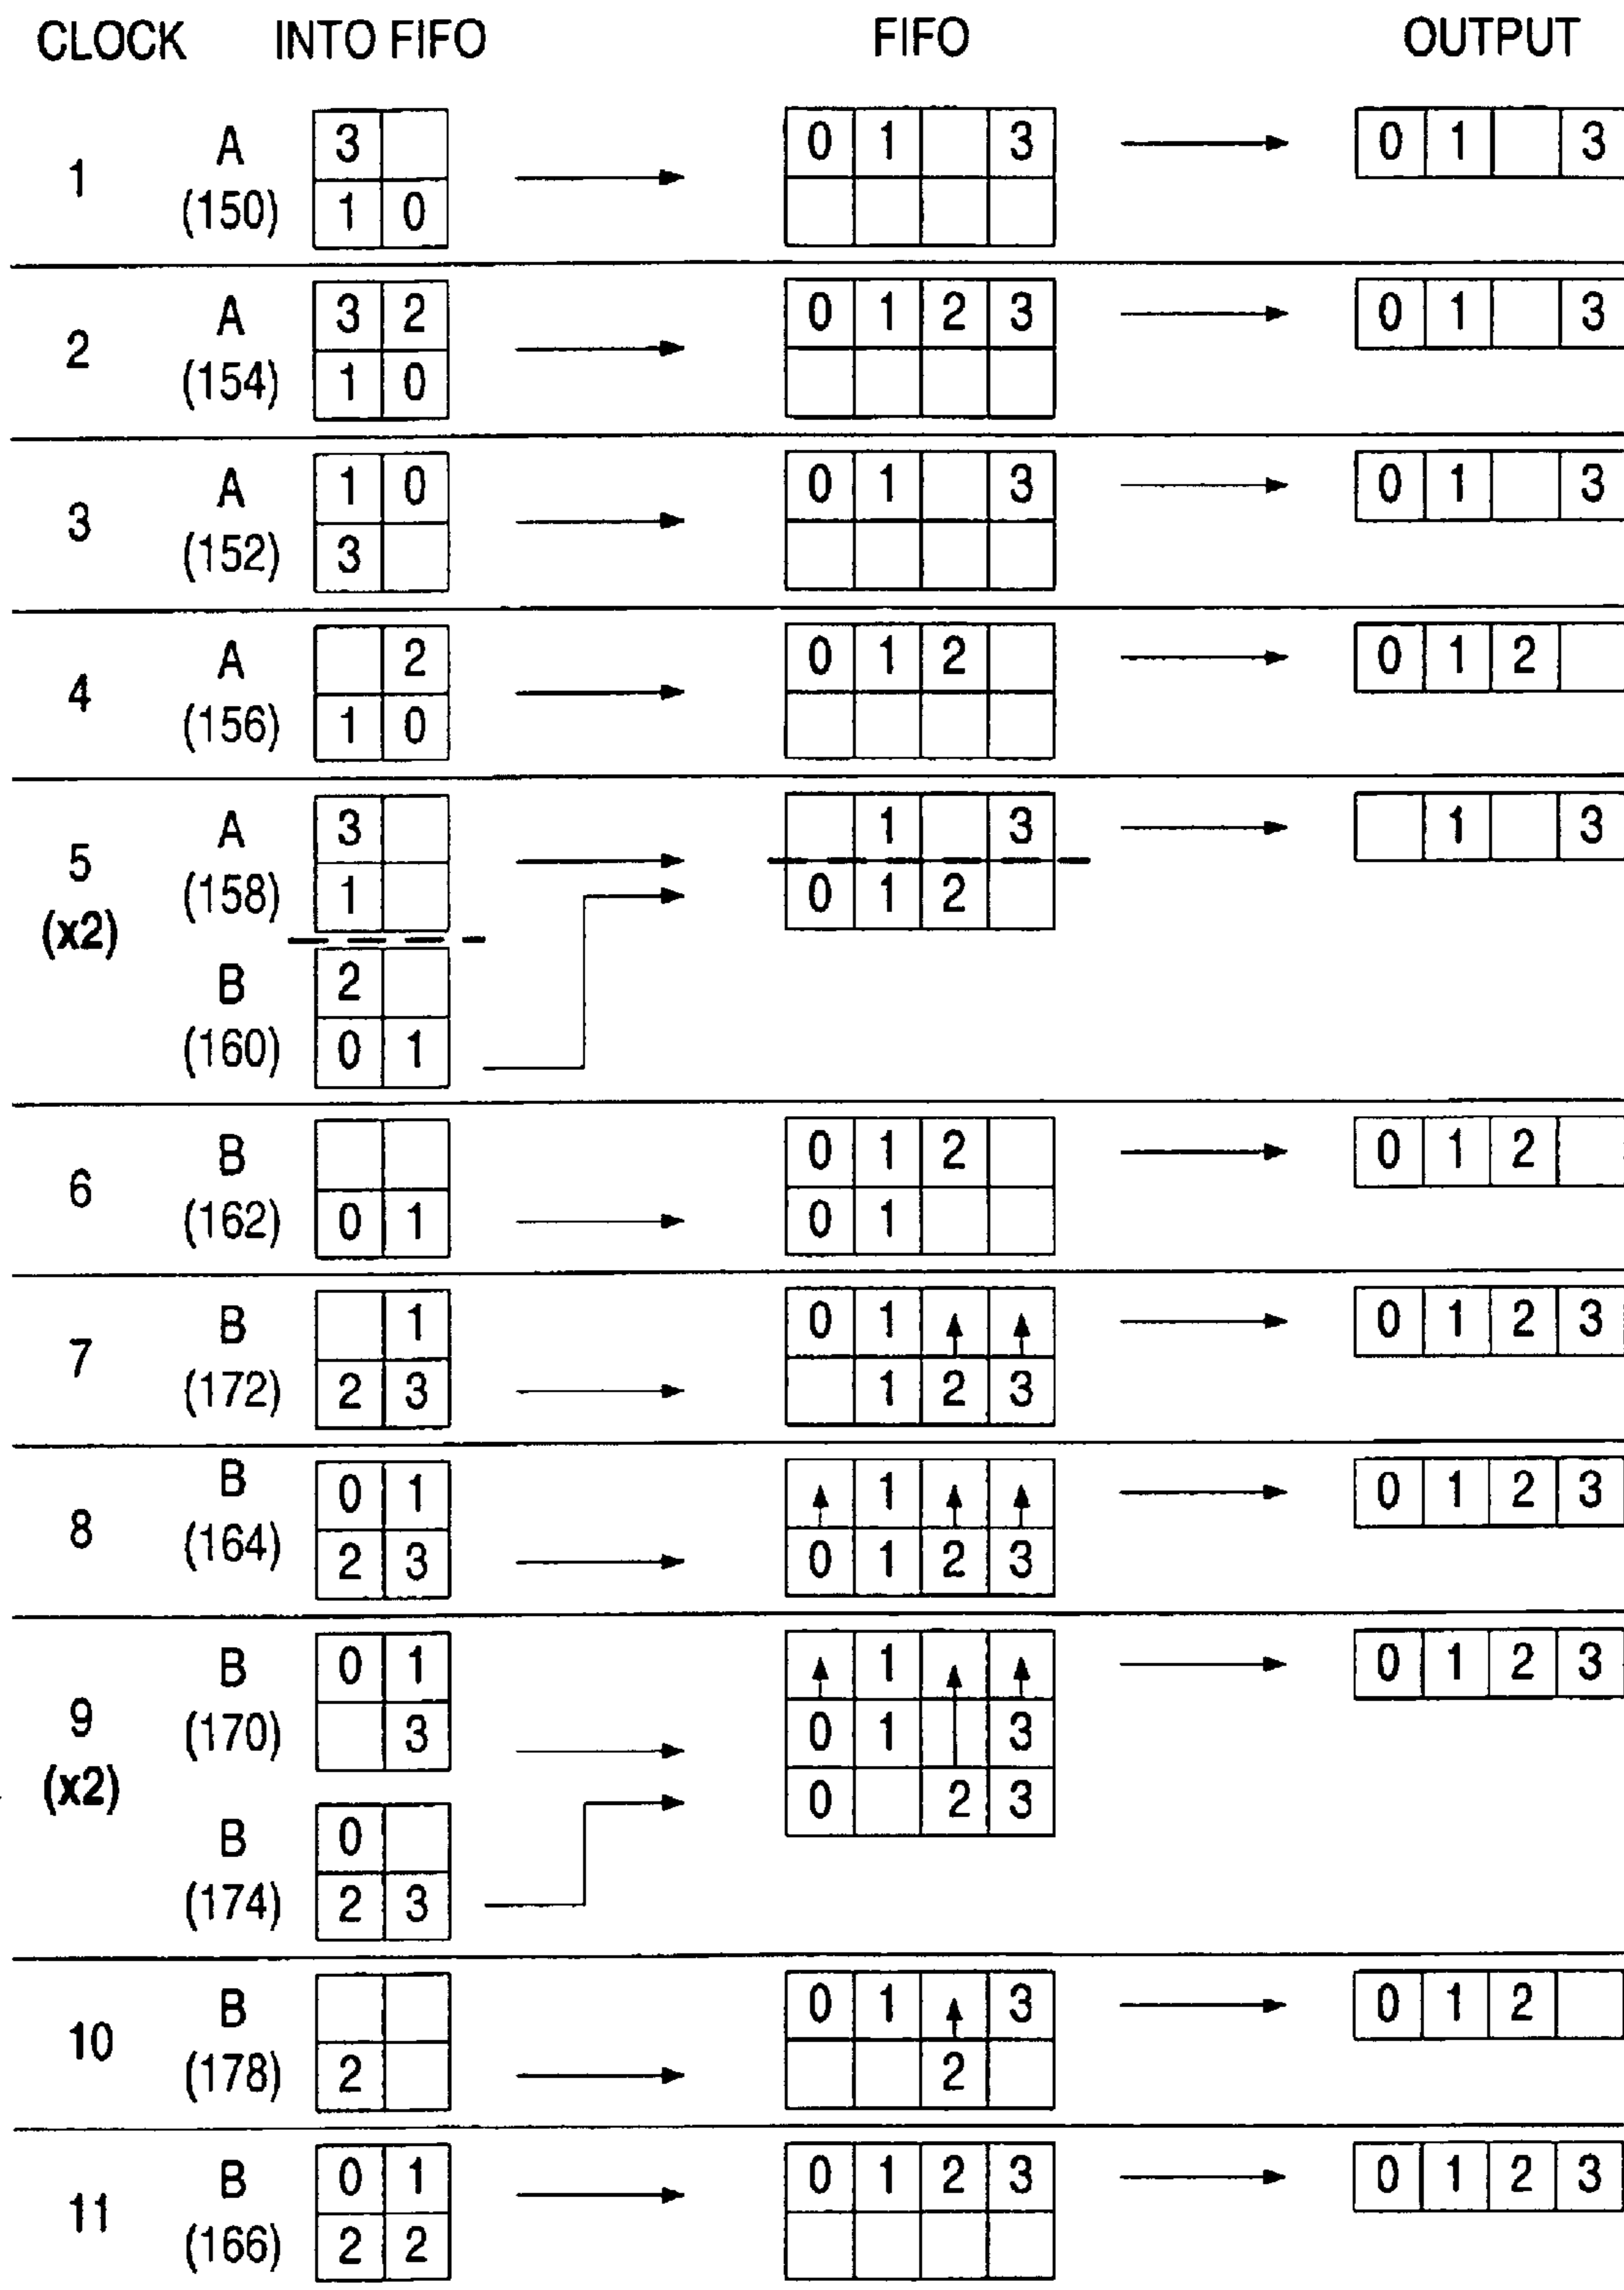 CLOCK INTO FIFO FIFO OUTPUT
1 A (150)
3
1 0
0 1 3
0 1 3
2 A (154)
3 2
1 0
0 1 2 3
0 1 3
3 A (152)
1 0
3
0 1 3
0 1 3
4 A (156)
2
1 0
0 1 2
0 1 2
5 (x2)
A (158)
3
1
B (160)
2
0 1
1 3
0 1 2
1 3
6 B (162)
0 1
0 1 2
0 1
0 1 2
7 B (172)
1
2 3
0 1
1 2 3
0 1 2 3
8 B (164)
0 1
2 3
1
0 1 2 3
0 1 2 3
9 (x2)
B (170)
0 1
3
B (174)
0
2 3
1
0 1 3
0 2 3
0 1 2 3
10 B (178)
2
0 1 3
2
0 1 2
11 B (166)
0 1
2 2
0 1 2 3
0 1 2 3